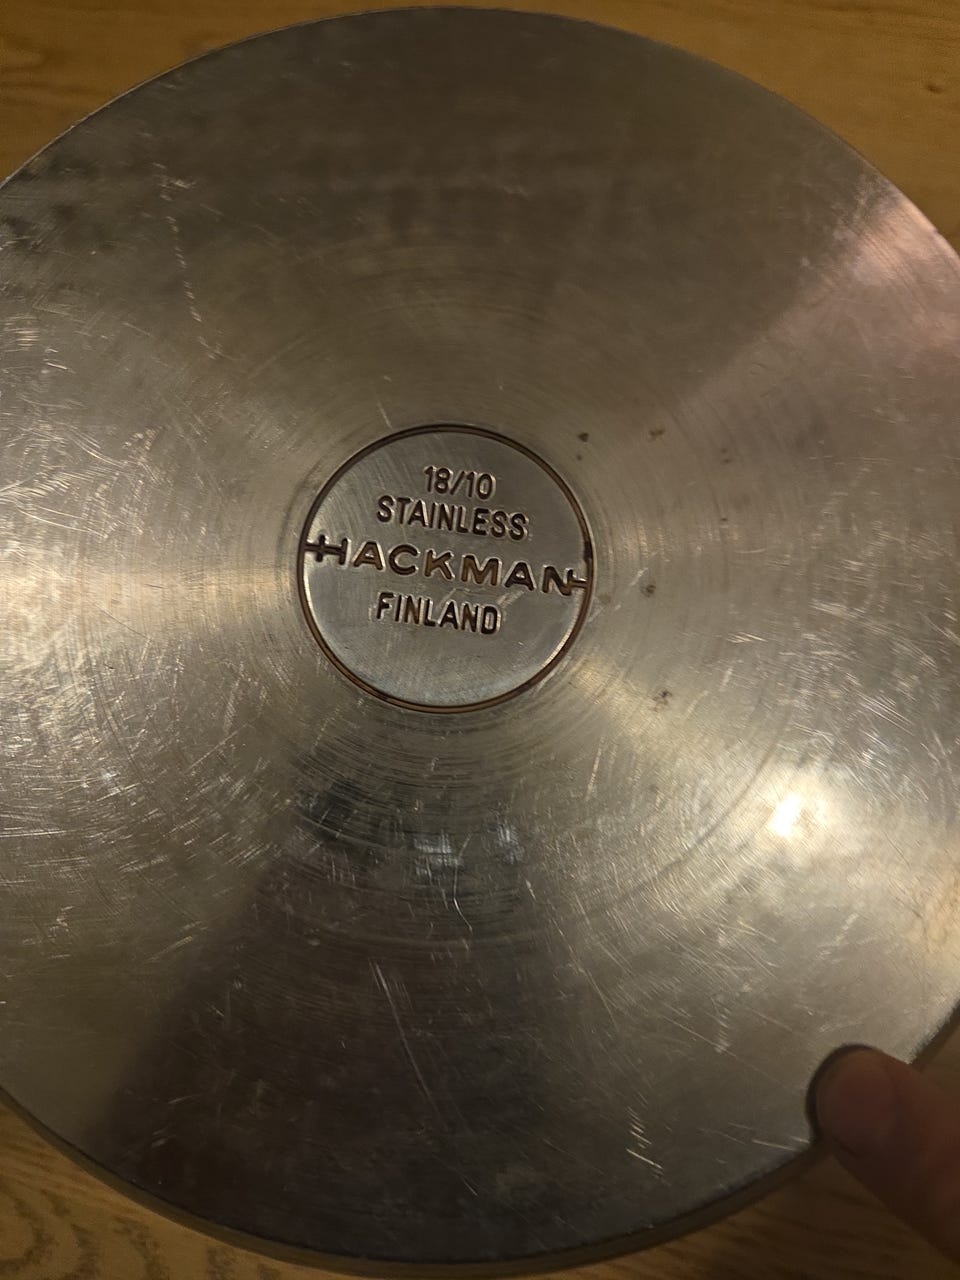 18/10
STAINLESS
HACKMAN
FINLAND